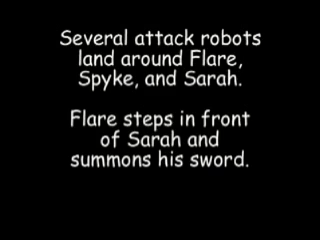 Several attack robots
land around Flare,
Spyke, and Sarah.
Flare steps in front
of Sarah and
summons his sword.